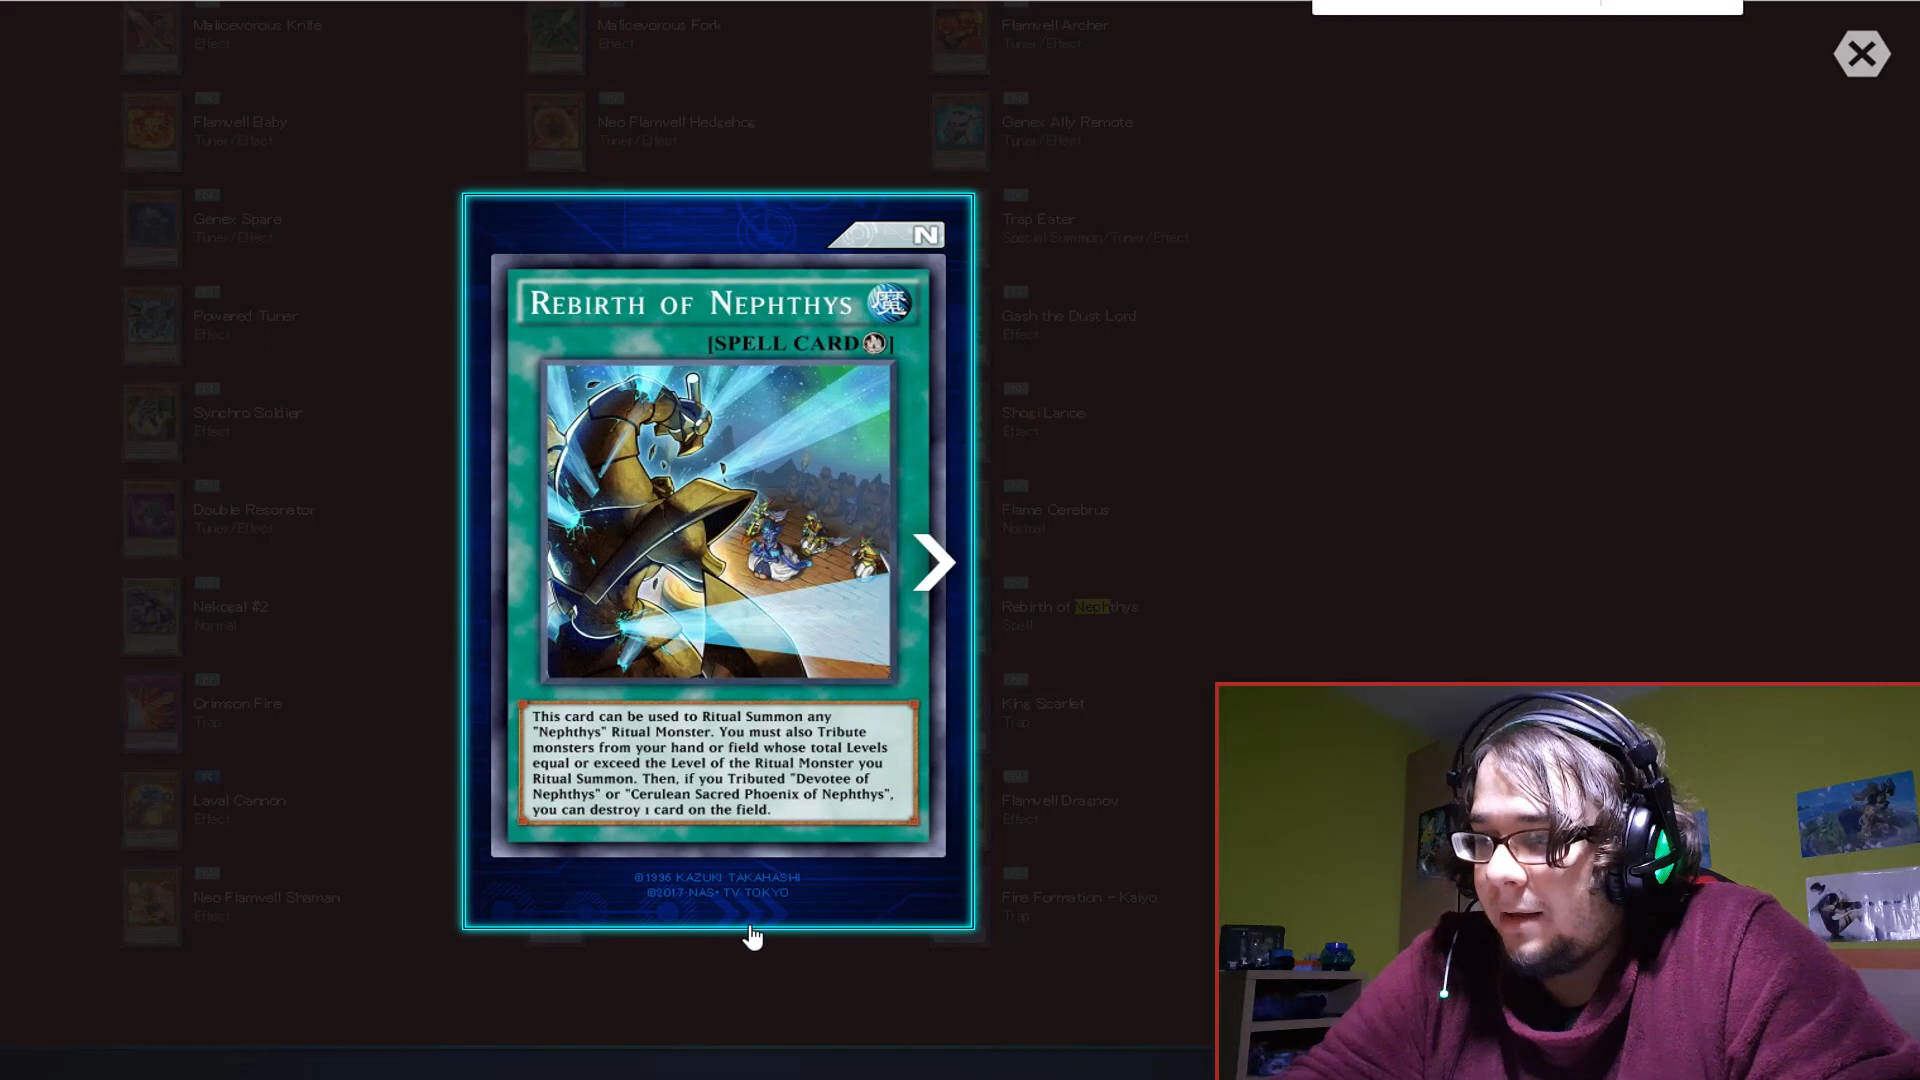 Malicevorous Knife
Effect
Malicevorous Fork
Effect
Flamvell Archer
Tuner/Effect
N
Flamvell Baby
Tuner/Effect
N
Neo Flamvell Hedgehog
Tuner/Effect
N
Genex Ally Remote
Tuner/Effect
N
Genex Spare
Tuner/Effect
N
Trap Eater
Special Summon/Tuner/Effect
N
Powered Tuner
Effect
N
Gash the Dust Lord
Effect
N
Synchro Soldier
Effect
N
Shogi Lance
Effect
N
Double Resonator
Tuner/Effect
N
Flame Cerebrus
Normal
N
Nekogal #2
Normal
N
Rebirth of Nephthys
Spell
N
Crimson Fire
Trap
N
King Scarlet
Trap
R
Laval Cannon
Effect
N
Flamvell Dragnov
Effect
N
Neo Flamvell Shaman
Effect
N
Fire Formation - Kaiyo
Trap
N
REBIRTH OF NEPHTHYS 魔
[SPELL CARD]
This card can be used to Ritual Summon any
"Nephthys" Ritual Monster. You must also Tribute
monsters from your hand or field whose total Levels
equal or exceed the Level of the Ritual Monster you
Ritual Summon. Then, if you Tributed "Devotee of
Nephthys" or "Cerulean Sacred Phoenix of Nephthys",
you can destroy 1 card on the field.
©1996 KAZUKI TAKAHASHI
©2017 NAS• TV TOKYO